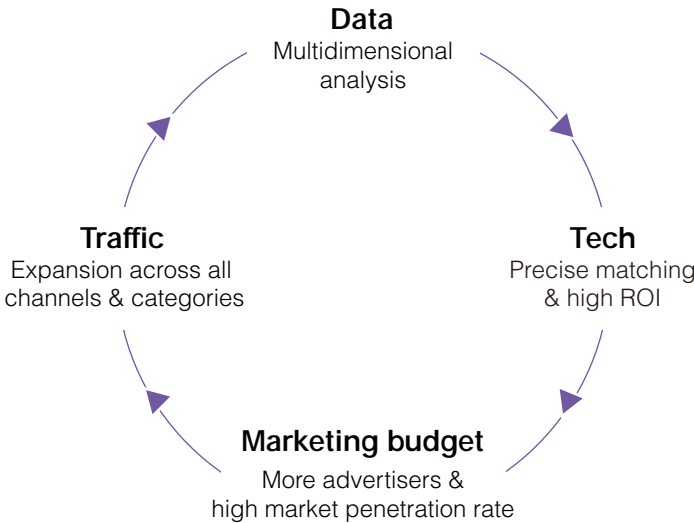 Data
Multidimensional
analysis
Traffic
Expansion across all
channels & categories
Tech
Precise matching
& high ROI
Marketing budget
More advertisers &
high market penetration rate